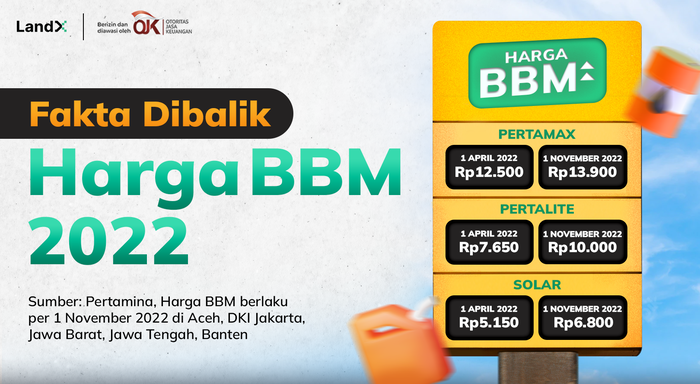 LandX
Berizin dan
diawasi oleh
OJK
OTORITAS
JASA
KEUANGAN
Fakta Dibalik
Harga BBM
2022
Sumber: Pertamina, Harga BBM berlaku
per 1 November 2022 di Aceh, DKI Jakarta,
Jawa Barat, Jawa Tengah, Banten
HARGA
BBM
PERTAMAX
1 APRIL 2022
Rp12.500
1 NOVEMBER 2022
Rp13.900
PERTALITE
1 APRIL 2022
Rp7.650
1 NOVEMBER 2022
Rp10.000
SOLAR
1 APRIL 2022
Rp5.150
1 NOVEMBER 2022
Rp6.800